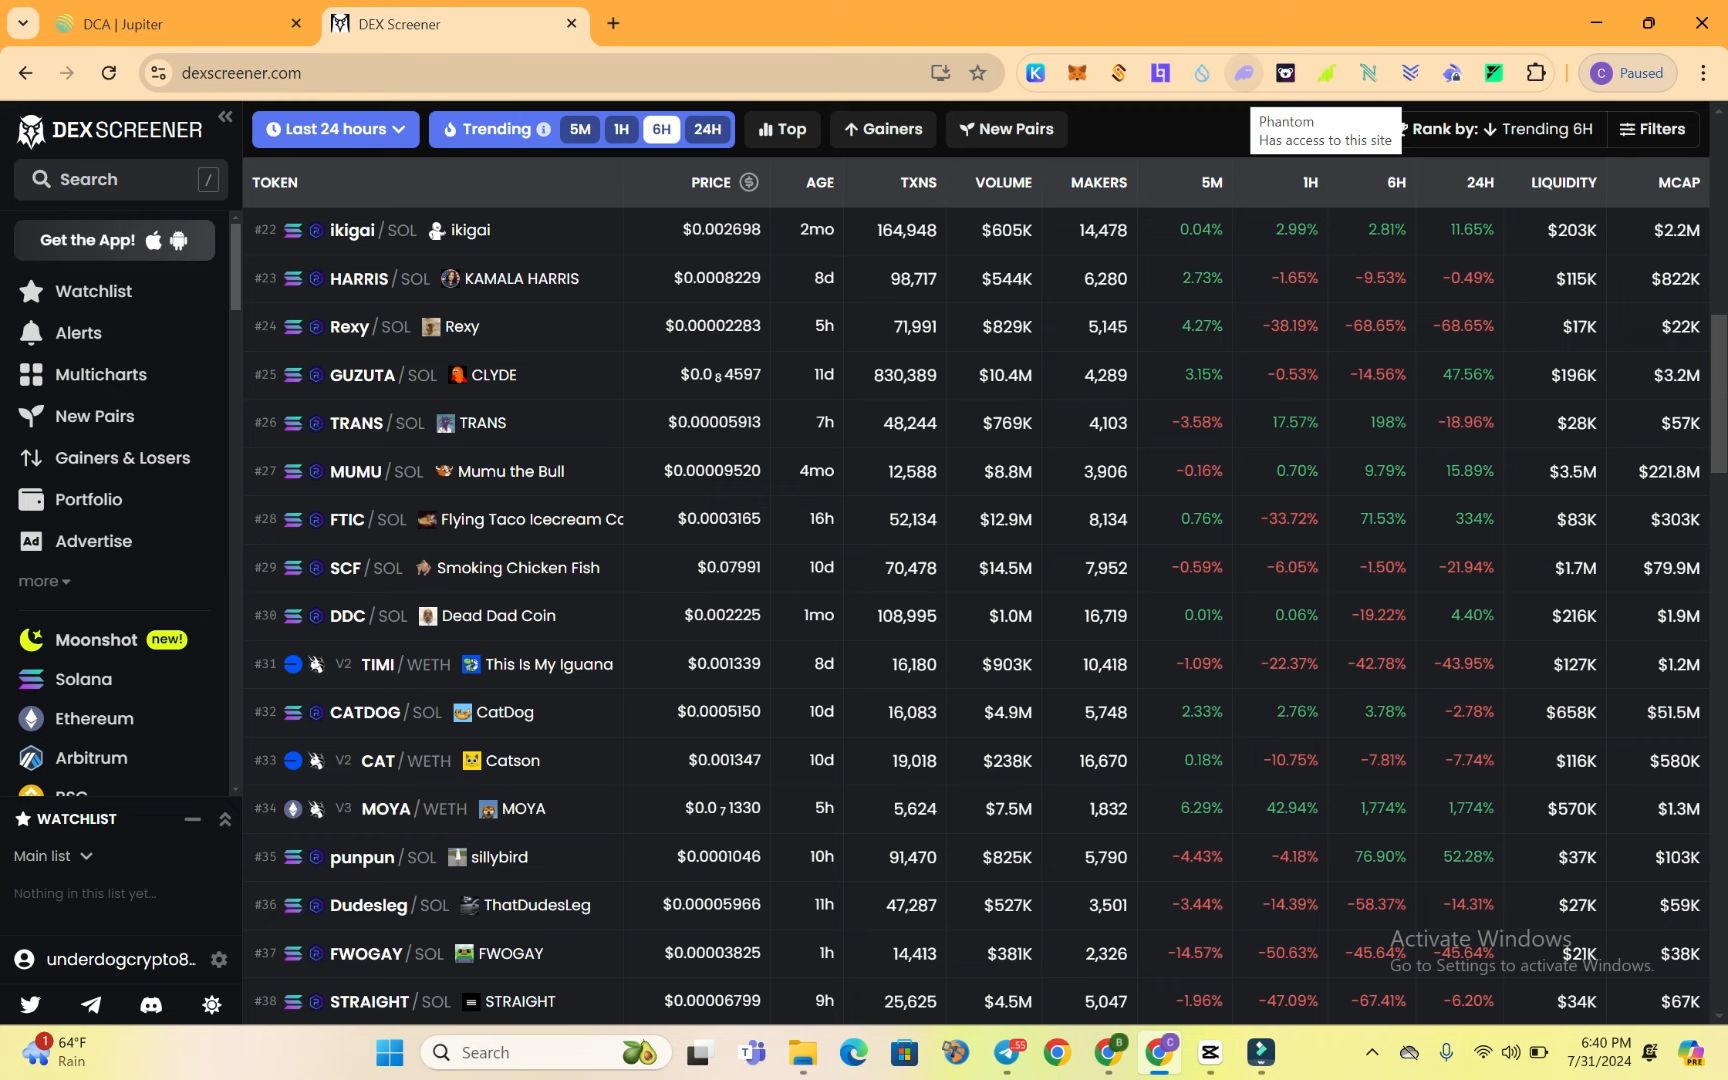 DCA | Jupiter
DEX Screener
dexscreener.com
C Paused
DEXSCREENER
Last 24 hours
Trending 5M 1H 6H 24H
Top
Gainers
New Pairs
Phantom
Has access to this site
Rank by: Trending 6H
Filters
Search /
Get the App!
Watchlist
Alerts
Multicharts
New Pairs
Gainers & Losers
Portfolio
Ad Advertise
more
Moonshot new!
Solana
Ethereum
Arbitrum
WATCHLIST
Main list
Nothing in this list yet...
underdogcrypto8..
TOKEN PRICE AGE TXNS VOLUME MAKERS 5M 1H 6H 24H LIQUIDITY MCAP
#22 ikigai / SOL ikigai $0.002698 2mo 164,948 $605K 14,478 0.04% 2.99% 2.81% 11.65% $203K $2.2M
#23 HARRIS / SOL KAMALA HARRIS $0.0008229 8d 98,717 $544K 6,280 2.73% -1.65% -9.53% -0.49% $115K $822K
#24 Rexy / SOL Rexy $0.00002283 5h 71,991 $829K 5,145 4.27% -38.19% -68.65% -68.65% $17K $22K
#25 GUZUTA / SOL CLYDE $0.0₈4597 11d 830,389 $10.4M 4,289 3.15% -0.53% -14.56% 47.56% $196K $3.2M
#26 TRANS / SOL TRANS $0.00005913 7h 48,244 $769K 4,103 -3.58% 17.57% 198% -18.96% $28K $57K
#27 MUMU / SOL Mumu the Bull $0.00009520 4mo 12,588 $8.8M 3,906 -0.16% 0.70% 9.79% 15.89% $3.5M $221.8M
#28 FTIC / SOL Flying Taco Icecream Cc $0.0003165 16h 52,134 $12.9M 8,134 0.76% -33.72% 71.53% 334% $83K $303K
#29 SCF / SOL Smoking Chicken Fish $0.07991 10d 70,478 $14.5M 7,952 -0.59% -6.05% -1.50% -21.94% $1.7M $79.9M
#30 DDC / SOL Dead Dad Coin $0.002225 1mo 108,995 $1.0M 16,719 0.01% 0.06% -19.22% 4.40% $216K $1.9M
#31 V2 TIMI / WETH This Is My Iguana $0.001339 8d 16,180 $903K 10,418 -1.09% -22.37% -42.78% -43.95% $127K $1.2M
#32 CATDOG / SOL CatDog $0.0005150 10d 16,083 $4.9M 5,748 2.33% 2.76% 3.78% -2.78% $658K $51.5M
#33 V2 CAT / WETH Catson $0.001347 10d 19,018 $238K 16,670 0.18% -10.75% -7.81% -7.74% $116K $580K
#34 V3 MOYA / WETH MOYA $0.0₇1330 5h 5,624 $7.5M 1,832 6.29% 42.94% 1,774% 1,774% $570K $1.3M
#35 punpun / SOL sillybird $0.0001046 10h 91,470 $825K 5,790 -4.43% -4.18% 76.90% 52.28% $37K $103K
#36 Dudesleg / SOL ThatDudesLeg $0.00005966 11h 47,287 $527K 3,501 -3.44% -14.39% -58.37% -14.31% $27K $59K
#37 FWOGAY / SOL FWOGAY $0.00003825 1h 14,413 $381K 2,326 -14.57% -50.63% -45.64% -45.64% $21K $38K
#38 STRAIGHT / SOL STRAIGHT $0.00006799 9h 25,625 $4.5M 5,047 -1.96% -47.09% -67.41% -6.20% $34K $67K
Activate Windows
Go to Settings to activate Windows.
1 64°F
Rain
Search
55
B
C
6:40 PM
7/31/2024
PRE